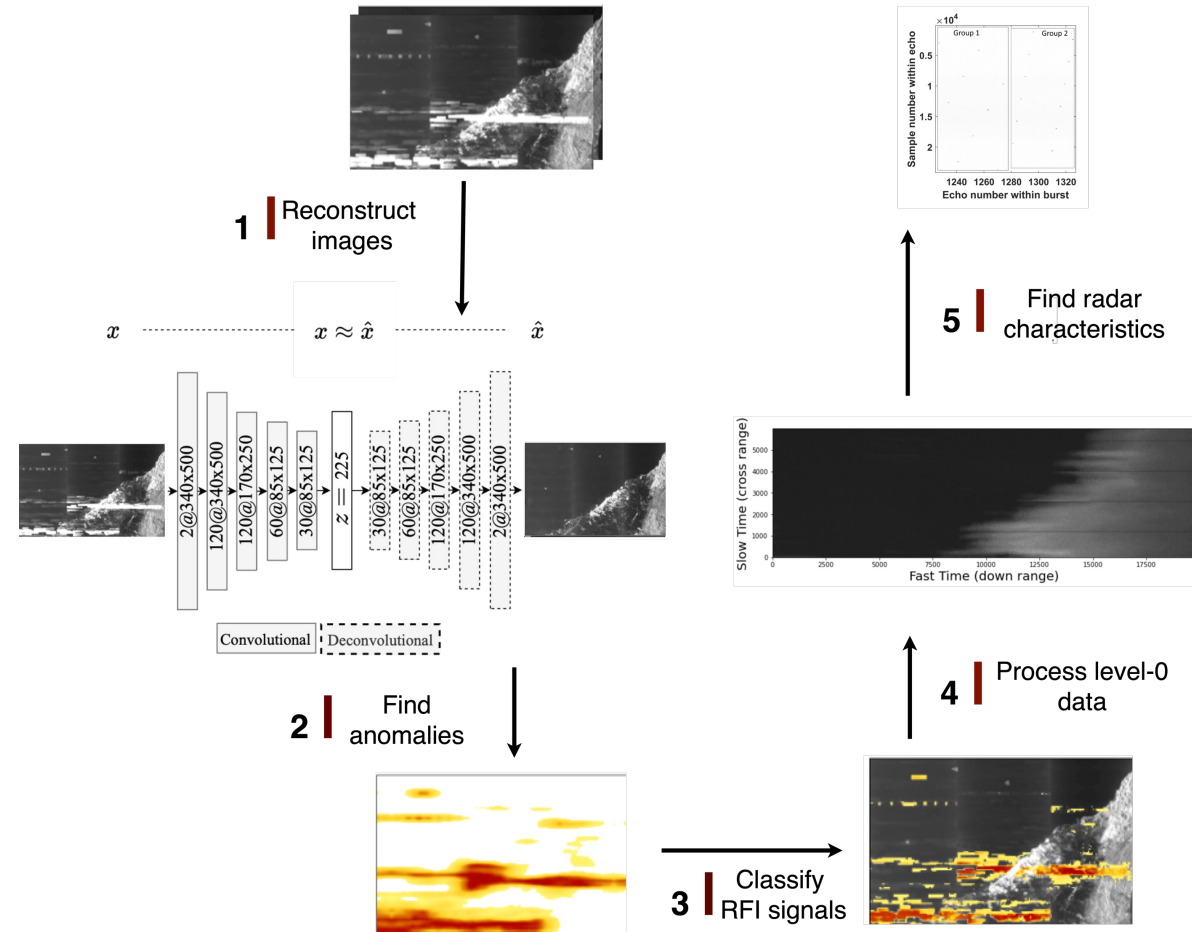 1
Reconstruct
images
x
x ≈ x̂
x̂
2@340x500
120@340x500
120@170x250
60@85x125
30@85x125
z = 225
30@85x125
60@85x125
120@170x250
120@340x500
2@340x500
Convolutional
Deconvolutional
2
Find
anomalies
3
Classify
RFI signals
4
Process level-0
data
Slow Time (cross range)
5000
4000
3000
2000
1000
0
0 2500 5000 7500 10000 12500 15000 17500
Fast Time (down range)
5
Find radar
characteristics
×10⁴
Group 1 Group 2
Sample number within echo
0.5
1
1.5
2
1240 1260 1280 1300 1320
Echo number within burst